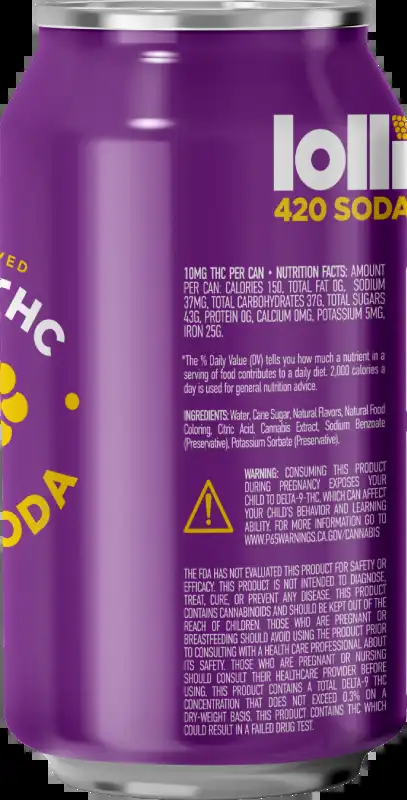 lolli
420 SODA
THC
SODA
10MG THC PER CAN • NUTRITION FACTS: AMOUNT
PER CAN: CALORIES 150, TOTAL FAT 0G, SODIUM
37MG, TOTAL CARBOHYDRATES 37G, TOTAL SUGARS
43G, PROTEIN 0G, CALCIUM 0MG, POTASSIUM 5MG,
IRON 25G.
*The % Daily Value (DV) tells you how much a nutrient in a
serving of food contributes to a daily diet. 2,000 calories a
day is used for general nutrition advice.
INGREDIENTS: Water, Cane Sugar, Natural Flavors, Natural Food
Coloring, Citric Acid, Cannabis Extract, Sodium Benzoate
(Preservative), Potassium Sorbate (Preservative).
WARNING: CONSUMING THIS PRODUCT
DURING PREGNANCY EXPOSES YOUR
CHILD TO DELTA-9-THC, WHICH CAN AFFECT
YOUR CHILD'S BEHAVIOR AND LEARNING
ABILITY. FOR MORE INFORMATION GO TO
WWW.P65WARNINGS.CA.GOV/CANNABIS
THE FDA HAS NOT EVALUATED THIS PRODUCT FOR SAFETY OR
EFFICACY. THIS PRODUCT IS NOT INTENDED TO DIAGNOSE,
TREAT, CURE, OR PREVENT ANY DISEASE. THIS PRODUCT
CONTAINS CANNABINOIDS AND SHOULD BE KEPT OUT OF THE
REACH OF CHILDREN. THOSE WHO ARE PREGNANT OR
BREASTFEEDING SHOULD AVOID USING THE PRODUCT PRIOR
TO CONSULTING WITH A HEALTH CARE PROFESSIONAL ABOUT
ITS SAFETY. THOSE WHO ARE PREGNANT OR NURSING
SHOULD CONSULT THEIR HEALTHCARE PROVIDER BEFORE
USING. THIS PRODUCT CONTAINS A TOTAL DELTA-9 THC
CONCENTRATION THAT DOES NOT EXCEED 0.3% ON A
DRY-WEIGHT BASIS. THIS PRODUCT CONTAINS THC WHICH
COULD RESULT IN A FAILED DRUG TEST.